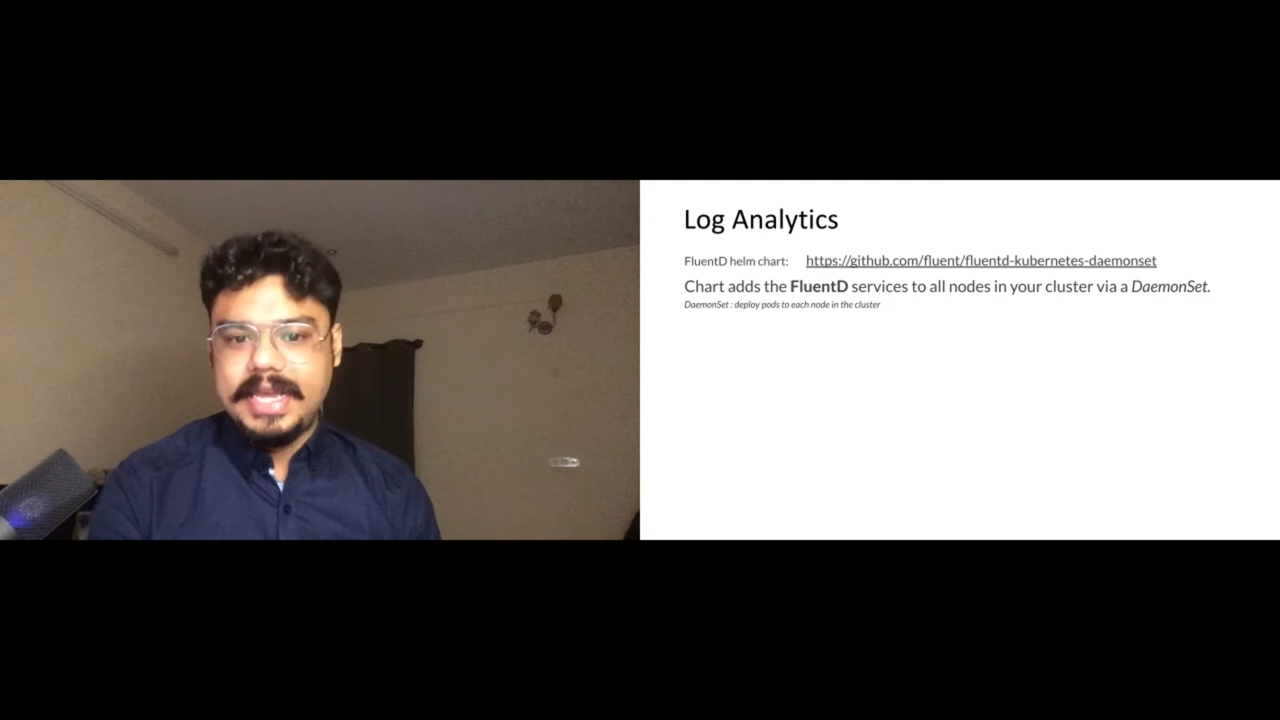 Log Analytics
FluentD helm chart: https://github.com/fluent/fluentd-kubernetes-daemonset
Chart adds the FluentD services to all nodes in your cluster via a DaemonSet.
DaemonSet : deploy pods to each node in the cluster